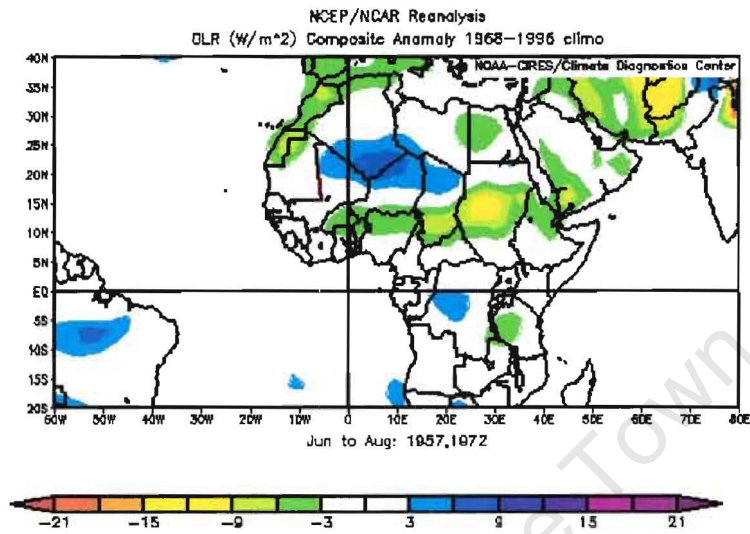 NCEP/NCAR Reanalysis
OLR (W/m^2) Composite Anomaly 1968-1996 climo
NOAA-CIRES/Climate Diagnostics Center
40N
35N
30N
25N
20N
15N
10N
5N
EQ
5S
10S
15S
20S
60W 50W 40W 30W 20W 10W 0 10E 20E 30E 40E 50E 60E 70E 80E
Jun to Aug: 1957,1972
-21 -15 -9 -3 3 9 15 21
Town